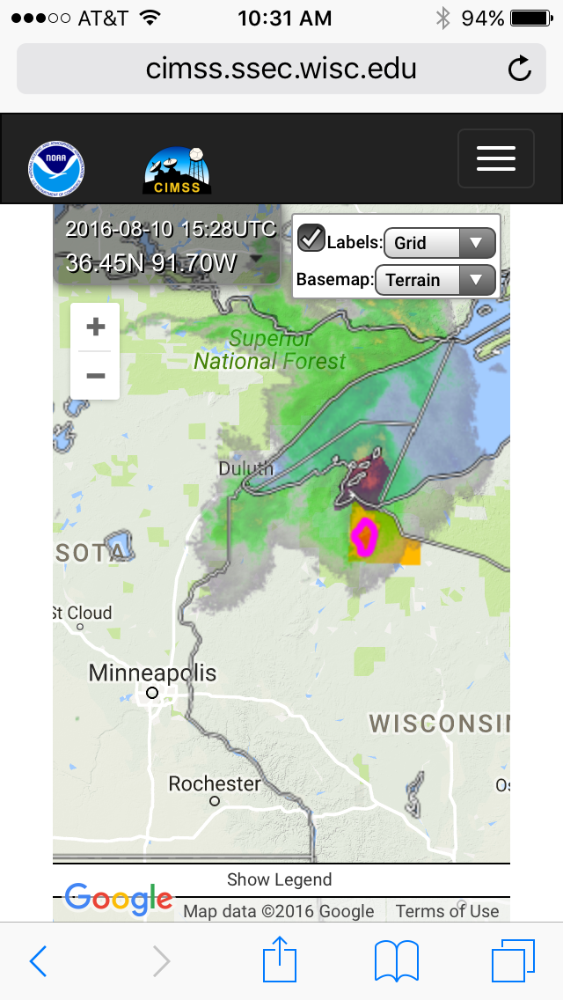 AT&T 10:31 AM 94%
cimss.ssec.wisc.edu
NOAA
CIMSS
2016-08-10 15:28UTC
36.45N 91.70W
Labels: Grid
Basemap: Terrain
+
−
Superior
National Forest
Duluth
SOTA
St Cloud
Minneapolis
WISCONSIN
Rochester
Os
Show Legend
Google
Map data ©2016 Google Terms of Use